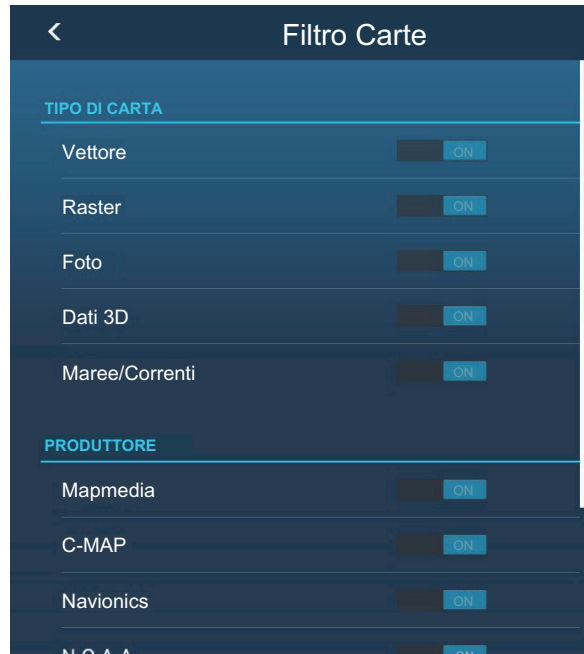 Filtro Carte
TIPO DI CARTA
Vettore ON
Raster ON
Foto ON
Dati 3D ON
Maree/Correnti ON
PRODUTTORE
Mapmedia ON
C-MAP ON
Navionics ON
N.O.A.A. ON